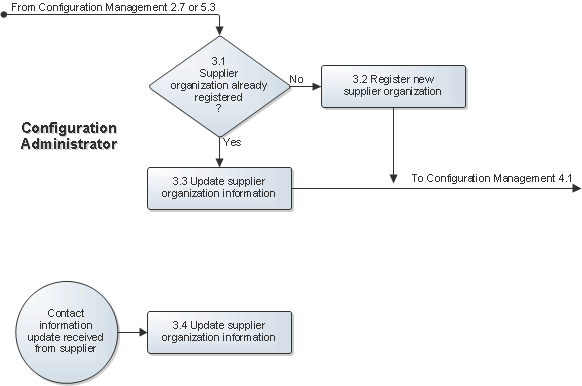 From Configuration Management 2.7 or 5.3
3.1
Supplier
organization already
registered
?
No
3.2 Register new
supplier organization
Configuration
Administrator
Yes
3.3 Update supplier
organization information
To Configuration Management 4.1
Contact
information
update received
from supplier
3.4 Update supplier
organization information